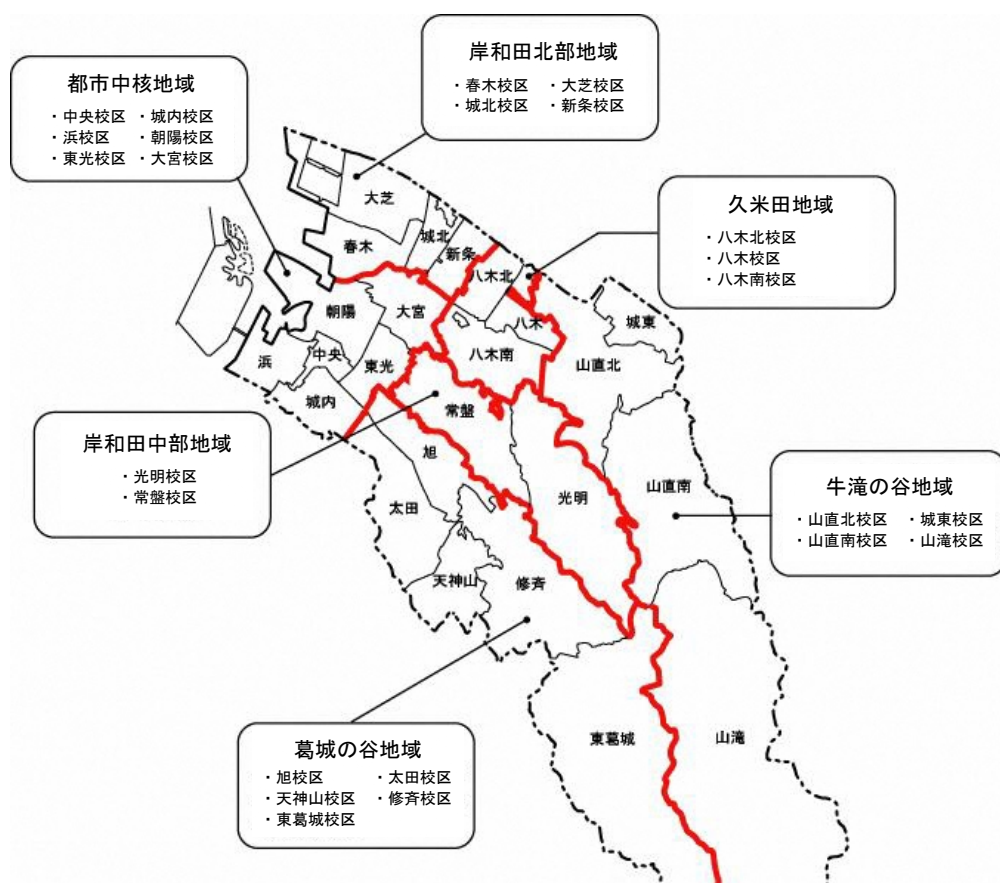 岸和田北部地域
・春木校区 ・大芝校区
・城北校区 ・新条校区
都市中核地域
・中央校区 ・城内校区
・浜校区 ・朝陽校区
・東光校区 ・大宮校区
久米田地域
・八木北校区
・八木校区
・八木南校区
大芝
城北
春木
新条
八木北
朝陽
大宮
八木
城東
浜
中央
東光
八木南
山直北
城内
常盤
岸和田中部地域
・光明校区
・常盤校区
旭
太田
光明
山直南
牛滝の谷地域
・山直北校区 ・城東校区
・山直南校区 ・山滝校区
天神山
修斉
東葛城
山滝
葛城の谷地域
・旭校区 ・太田校区
・天神山校区 ・修斉校区
・東葛城校区